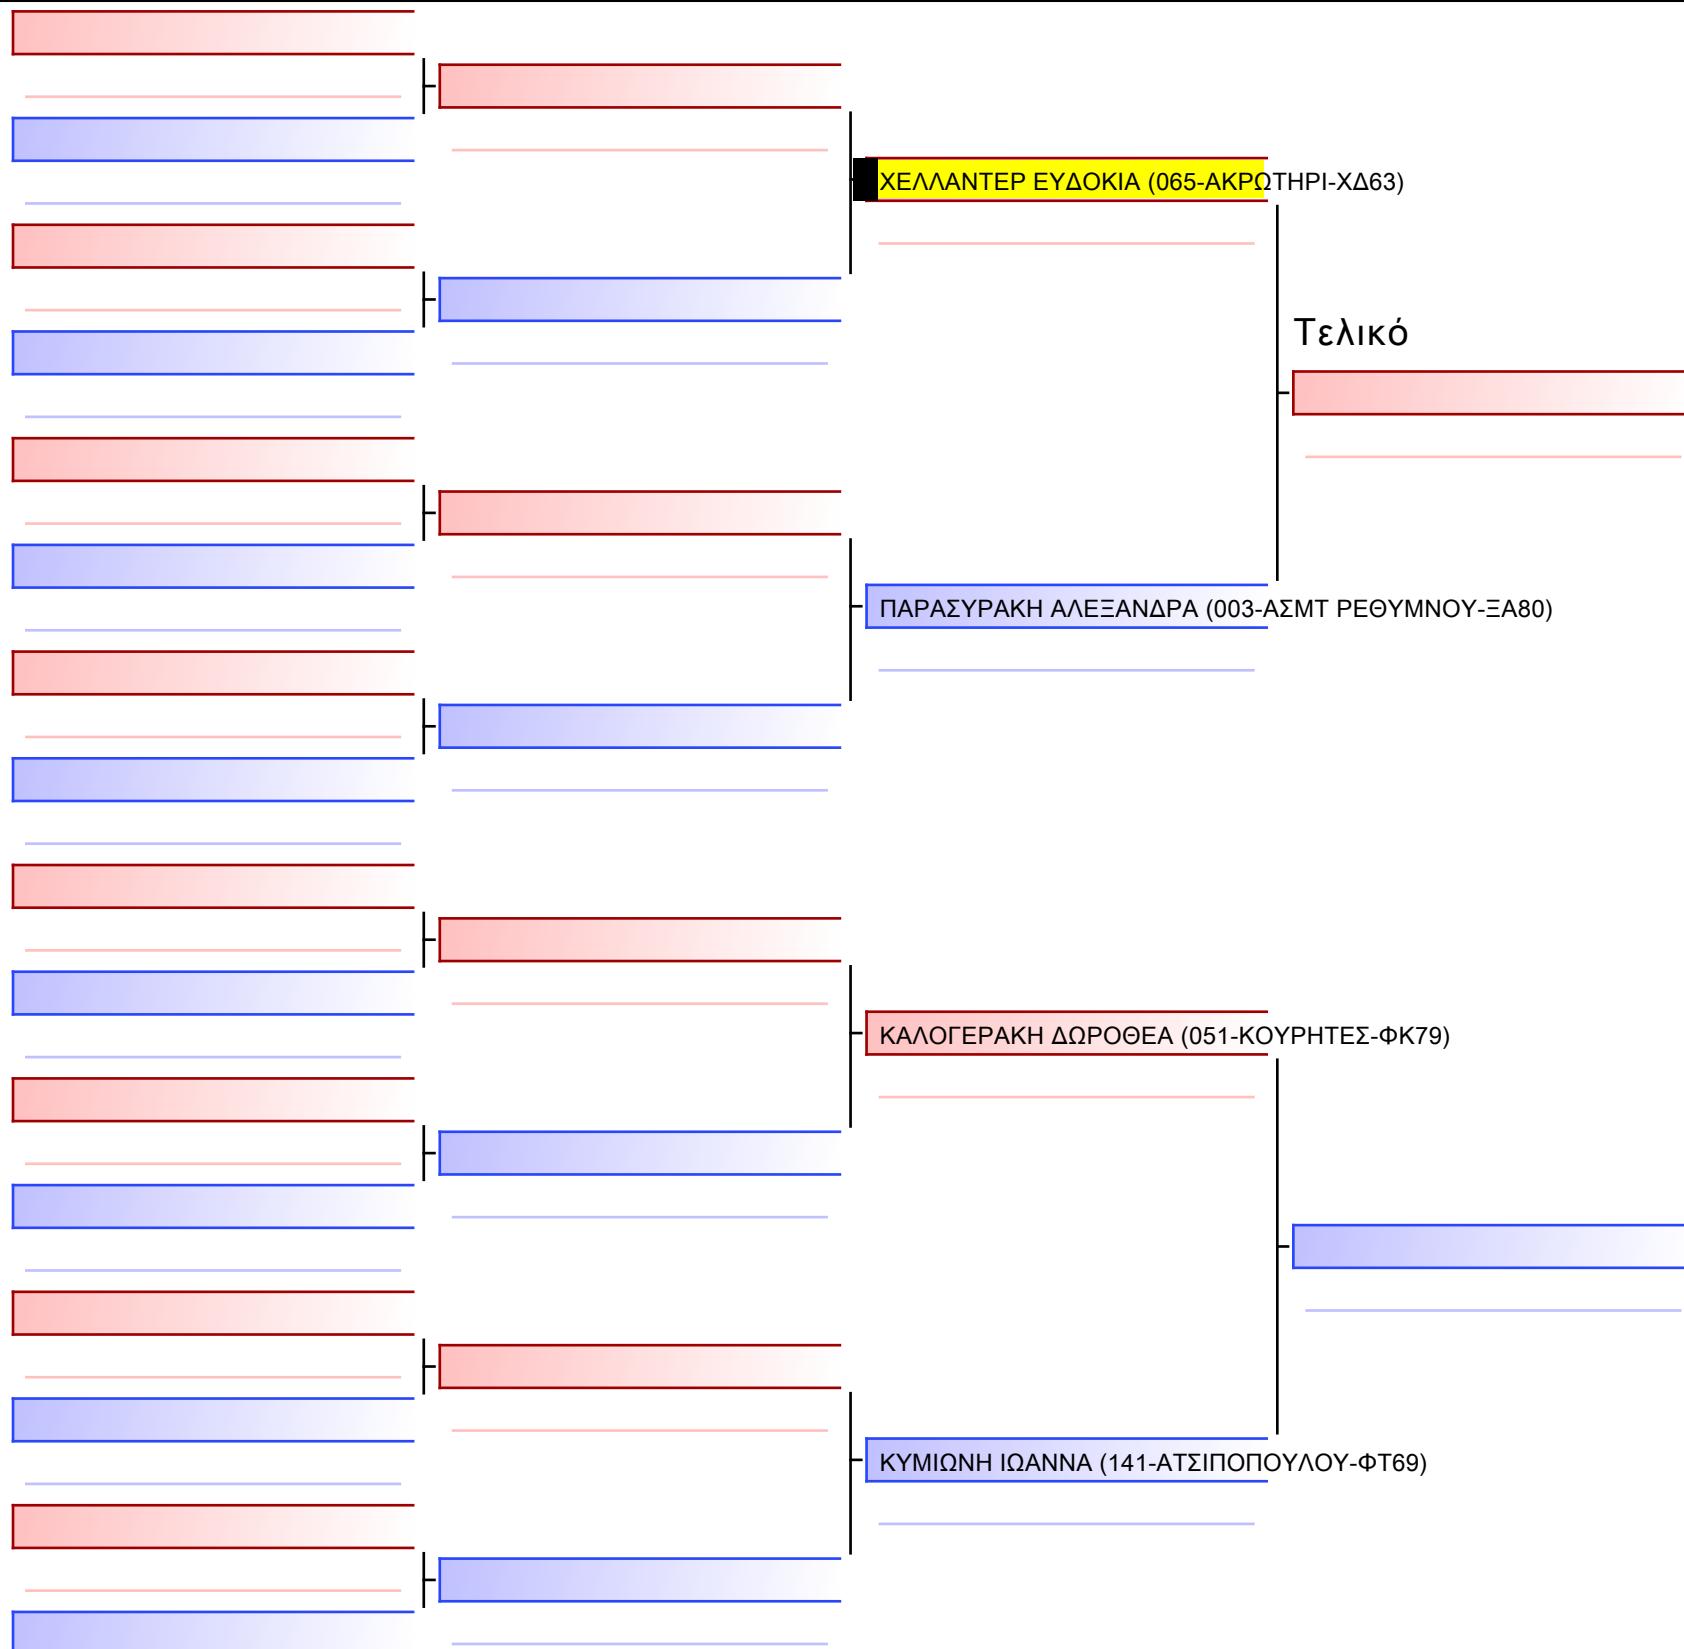 ΧΕΛΛΑΝΤΕΡ ΕΥΔΟΚΙΑ (065-ΑΚΡΩΤΗΡΙ-ΧΔ63)
Τελικό
ΠΑΡΑΣΥΡΑΚΗ ΑΛΕΞΑΝΔΡΑ (003-ΑΣΜΤ ΡΕΘΥΜΝΟΥ-ΞΑ80)
ΚΑΛΟΓΕΡΑΚΗ ΔΩΡΟΘΕΑ (051-ΚΟΥΡΗΤΕΣ-ΦΚ79)
ΚΥΜΙΩΝΗ ΙΩΑΝΝΑ (141-ΑΤΣΙΠΟΠΟΥΛΟΥ-ΦΤ69)